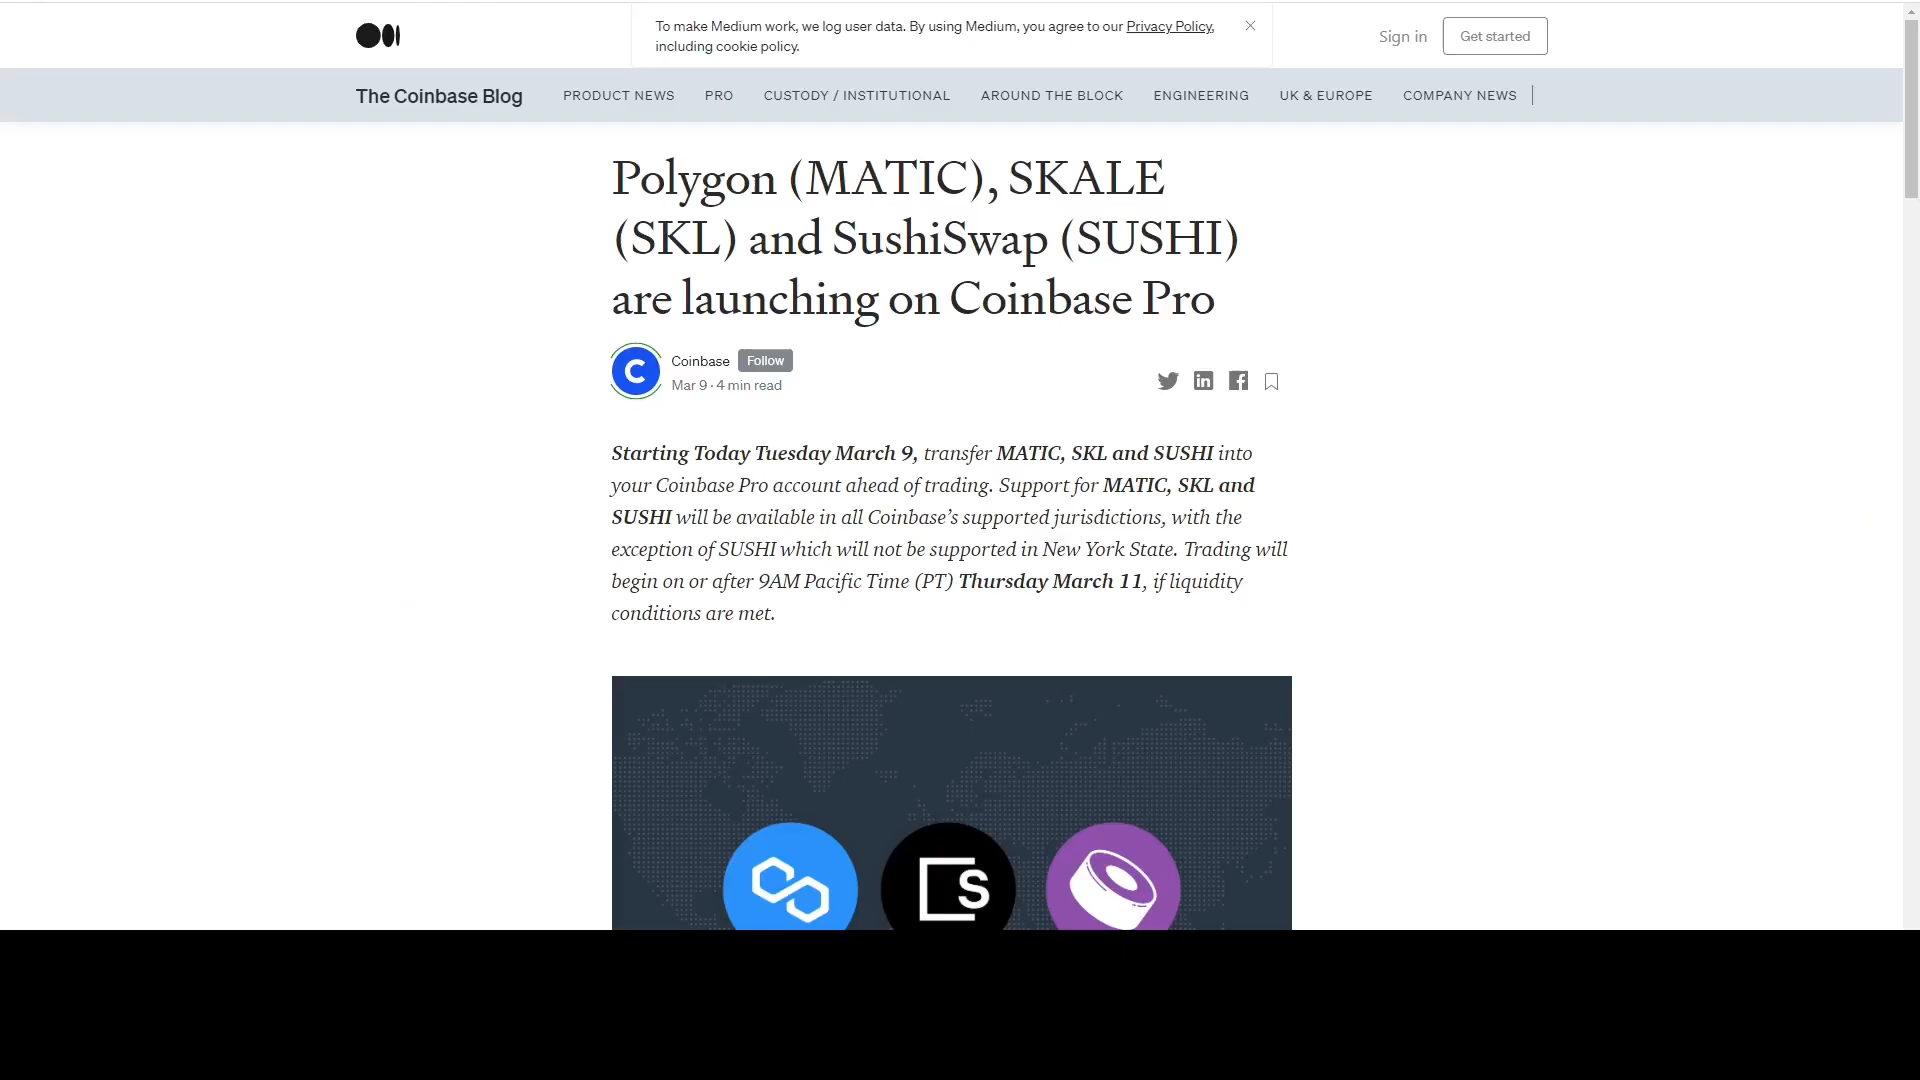 To make Medium work, we log user data. By using Medium, you agree to our Privacy Policy,
including cookie policy.
Sign in
Get started
The Coinbase Blog
PRODUCT NEWS
PRO
CUSTODY / INSTITUTIONAL
AROUND THE BLOCK
ENGINEERING
UK & EUROPE
COMPANY NEWS
Polygon (MATIC), SKALE
(SKL) and SushiSwap (SUSHI)
are launching on Coinbase Pro
C
Coinbase
Follow
Mar 9 · 4 min read
Starting Today Tuesday March 9, transfer MATIC, SKL and SUSHI into
your Coinbase Pro account ahead of trading. Support for MATIC, SKL and
SUSHI will be available in all Coinbase’s supported jurisdictions, with the
exception of SUSHI which will not be supported in New York State. Trading will
begin on or after 9AM Pacific Time (PT) Thursday March 11, if liquidity
conditions are met.
S